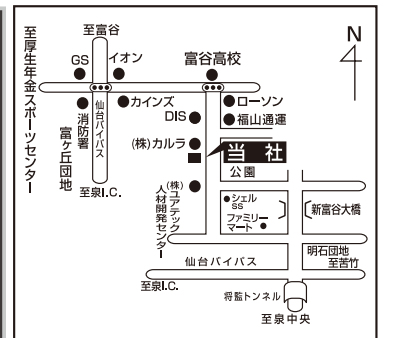 至富谷
N
至厚生年金スポーツセンター
GS
イオン
富谷高校
消防署
富ヶ丘団地
仙台バイパス
カインズ
至泉I.C.
DIS
ローソン
福山通運
(株)カルラ
当社
公園
(株)ユアテック
人材開発センター
シェル
SS
ファミリー
マート
新富谷大橋
明石団地
至苦竹
仙台バイパス
至泉I.C.
将監トンネル
至泉中央